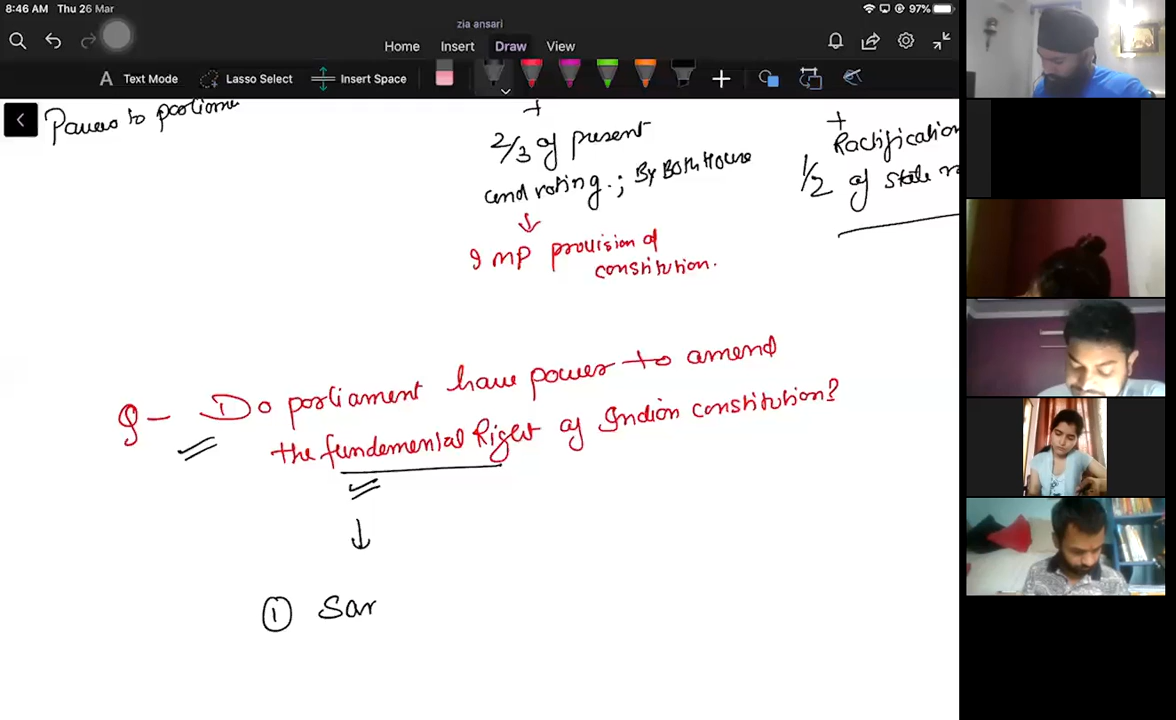 8:46 AM Thu 26 Mar
97%
zia ansari
Home Insert Draw View
Text Mode Lasso Select Insert Space
Powers to
+
2/3 of present
and voting.; By Both House
↓
IMP provision of
constitution.
+
Ractification
1/2 of state
Q- Do parliament have power to amend
the fundemental Right of Indian constitution?
↓
① Sar